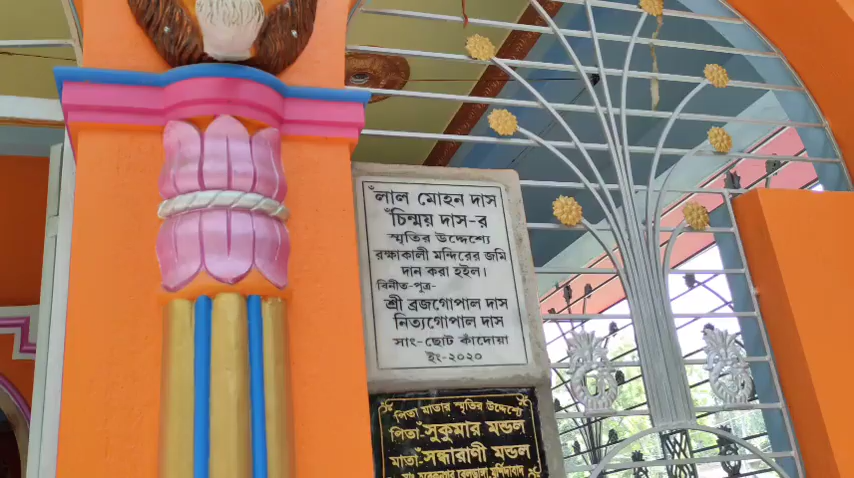 ঁলাল মোহন দাস
ঁচিন্ময় দাস-র
স্মৃতির উদ্দেশ্যে
রক্ষাকালী মন্দিরের জমি
দান করা হইল।
বিনীত-পুত্র-
শ্রী ব্রজগোপাল দাস
নিত্যগোপাল দাস
সাং-ছোট কাঁদোয়া
ইং-২০২০
পিতা মাতার স্মৃতির উদ্দেশ্যে
পিতা-ঁসুকুমার মন্ডল
মাতা-ঁসন্ধারাণী মন্ডল
মুর্শিদাবাদ